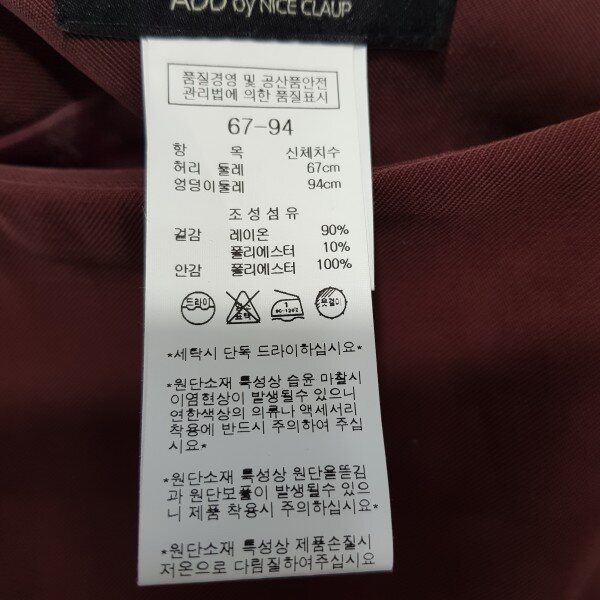 ADD by NICE CLAUP
품질경영 및 공산품안전
관리법에 의한 품질표시
67-94
항 목 신체치수
허리 둘레 67cm
엉덩이둘레 94cm
조성섬유
겉감 레이온 90%
폴리에스터 10%
안감 폴리에스터 100%
드라이 옷걸이
*세탁시 단독 드라이하십시요*
*원단소재 특성상 습윤 마찰시
이염현상이 발생될수 있으니
연한색상의 의류나 액세서리
착용에 반드시 주의하여 주십
시요*
*원단소재 특성상 원단올뜯김
과 원단보풀이 발생될수 있으
니 제품 착용시 주의하십시요*
*원단소재 특성상 제품손질시
저온으로 다림질하여주십시요